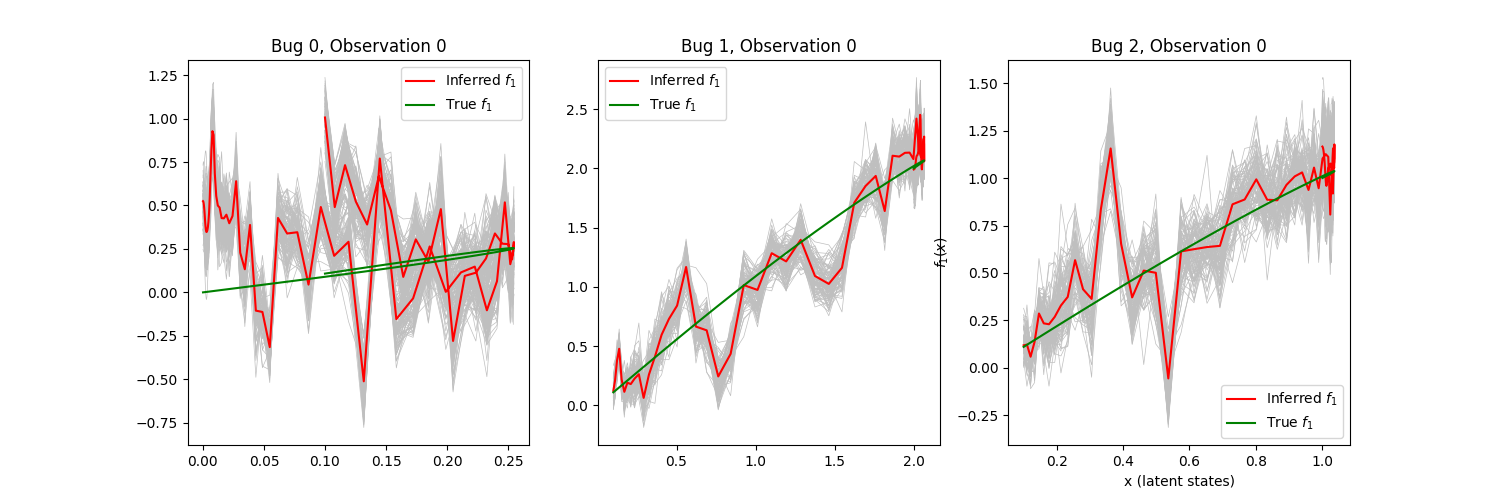 Bug 0, Observation 0
Inferred f₁
True f₁
1.25
1.00
0.75
0.50
0.25
0.00
−0.25
−0.50
−0.75
0.00 0.05 0.10 0.15 0.20 0.25
Bug 1, Observation 0
Inferred f₁
True f₁
2.5
2.0
1.5
1.0
0.5
0.0
0.5 1.0 1.5 2.0
Bug 2, Observation 0
f₁(x)
1.50
1.25
1.00
0.75
0.50
0.25
0.00
−0.25
Inferred f₁
True f₁
0.2 0.4 0.6 0.8 1.0
x (latent states)